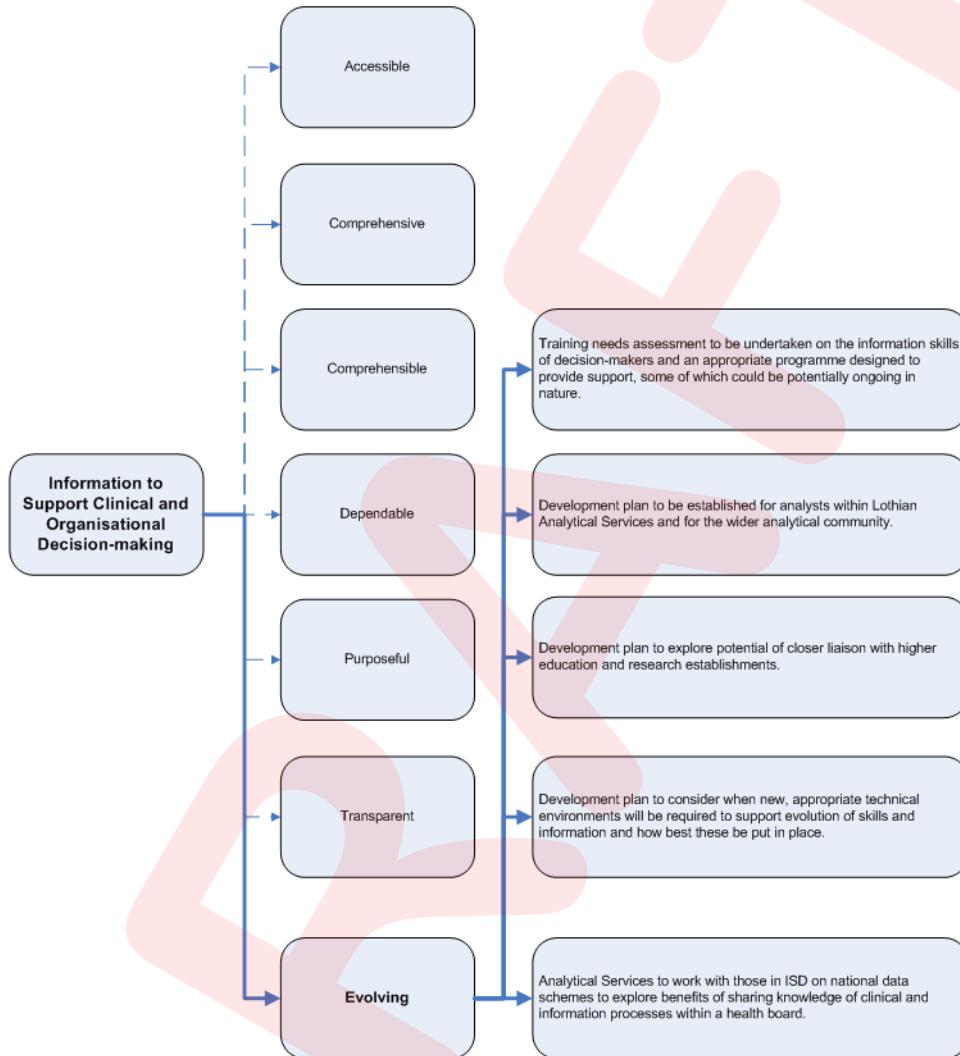 Accessible
Comprehensive
Comprehensible
Training needs assessment to be undertaken on the information skills
of decision-makers and an appropriate programme designed to
provide support, some of which could be potentially ongoing in
nature.
Information to
Support Clinical and
Organisational
Decision-making
Dependable
Development plan to be established for analysts within Lothian
Analytical Services and for the wider analytical community.
Purposeful
Development plan to explore potential of closer liaison with higher
education and research establishments.
Transparent
Development plan to consider when new, appropriate technical
environments will be required to support evolution of skills and
information and how best these be put in place.
Evolving
Analytical Services to work with those in ISD on national data
schemes to explore benefits of sharing knowledge of clinical and
information processes within a health board.
RAFT